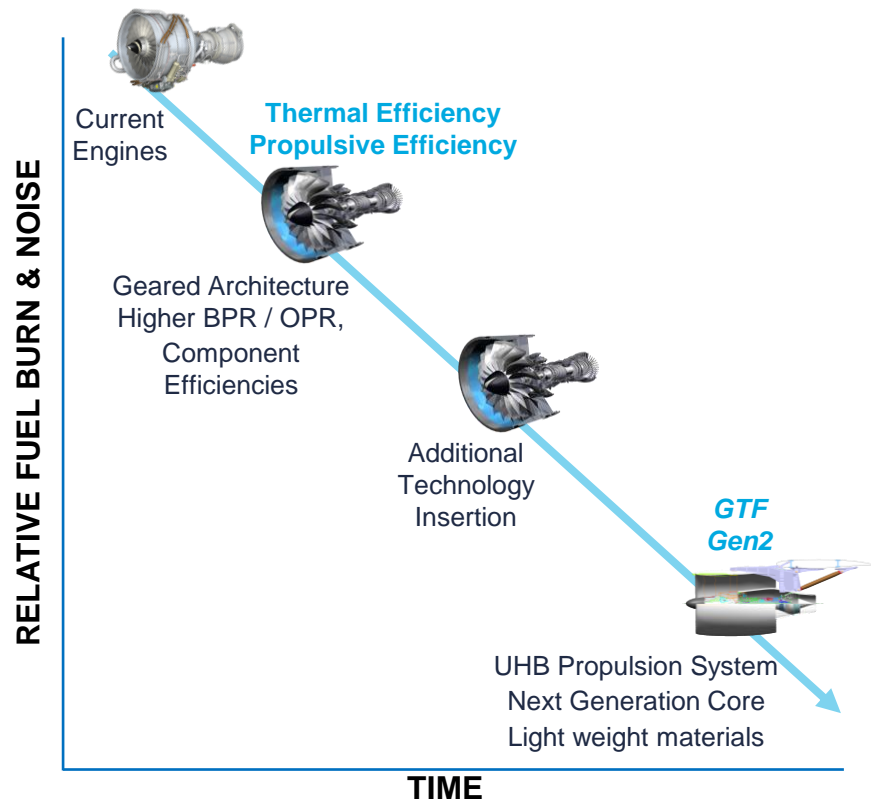 Current
Engines
Thermal Efficiency
Propulsive Efficiency
Geared Architecture
Higher BPR / OPR,
Component
Efficiencies
Additional
Technology
Insertion
GTF
Gen2
UHB Propulsion System
Next Generation Core
Light weight materials
RELATIVE FUEL BURN & NOISE
TIME